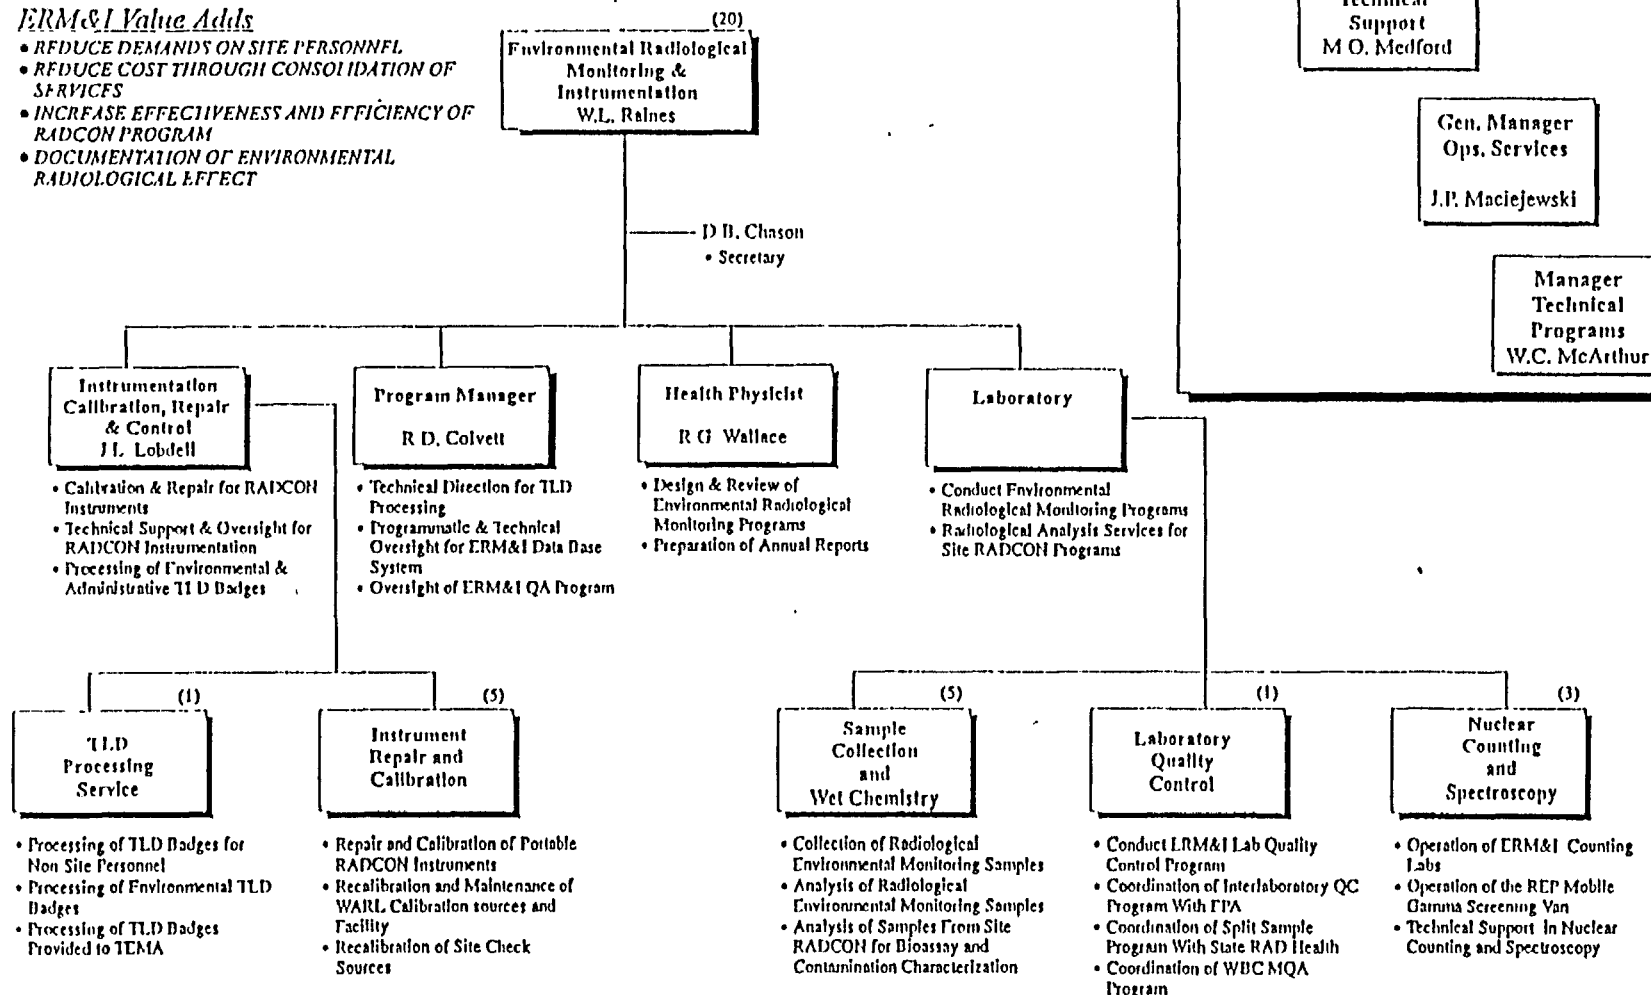 ERM&I Value Adds
• REDUCE DEMANDS ON SITE PERSONNEL
• REDUCE COST THROUGH CONSOLIDATION OF
SERVICES
• INCREASE EFFECTIVENESS AND EFFICIENCY OF
RADCON PROGRAM
• DOCUMENTATION OF ENVIRONMENTAL
RADIOLOGICAL EFFECT
(20)
Environmental Radiological
Monitoring &
Instrumentation
W.L. Raines
D B. Chason
• Secretary
Technical
Support
M O. Medford
Gen. Manager
Ops. Services
J.P. Maciejewski
Manager
Technical
Programs
W.C. McArthur
Instrumentation
Calibration, Repair
& Control
J L. Lobdell
• Calibration & Repair for RADCON
Instruments
• Technical Support & Oversight for
RADCON Instrumentation
• Processing of Environmental &
Administrative TLD Badges
Program Manager
R D. Colvett
• Technical Direction for TLD
Processing
• Programmatic & Technical
Oversight for ERM&I Data Base
System
• Oversight of ERM&I QA Program
Health Physicist
R G Wallace
• Design & Review of
Environmental Radiological
Monitoring Programs
• Preparation of Annual Reports
Laboratory
• Conduct Environmental
Radiological Monitoring Programs
• Radiological Analysis Services for
Site RADCON Programs
(1)
TLD
Processing
Service
• Processing of TLD Badges for
Non Site Personnel
• Processing of Environmental TLD
Badges
• Processing of TLD Badges
Provided to TEMA
(5)
Instrument
Repair and
Calibration
• Repair and Calibration of Portable
RADCON Instruments
• Recalibration and Maintenance of
WARL Calibration sources and
Facility
• Recalibration of Site Check
Sources
(5)
Sample
Collection
and
Wet Chemistry
• Collection of Radiological
Environmental Monitoring Samples
• Analysis of Radiological
Environmental Monitoring Samples
• Analysis of Samples From Site
RADCON for Bioassay and
Contamination Characterization
(1)
Laboratory
Quality
Control
• Conduct ERM&I Lab Quality
Control Program
• Coordination of Interlaboratory QC
Program With EPA
• Coordination of Split Sample
Program With State RAD Health
• Coordination of WBC MQA
Program
(3)
Nuclear
Counting
and
Spectroscopy
• Operation of ERM&I Counting
Labs
• Operation of the REP Mobile
Gamma Screening Van
• Technical Support In Nuclear
Counting and Spectroscopy